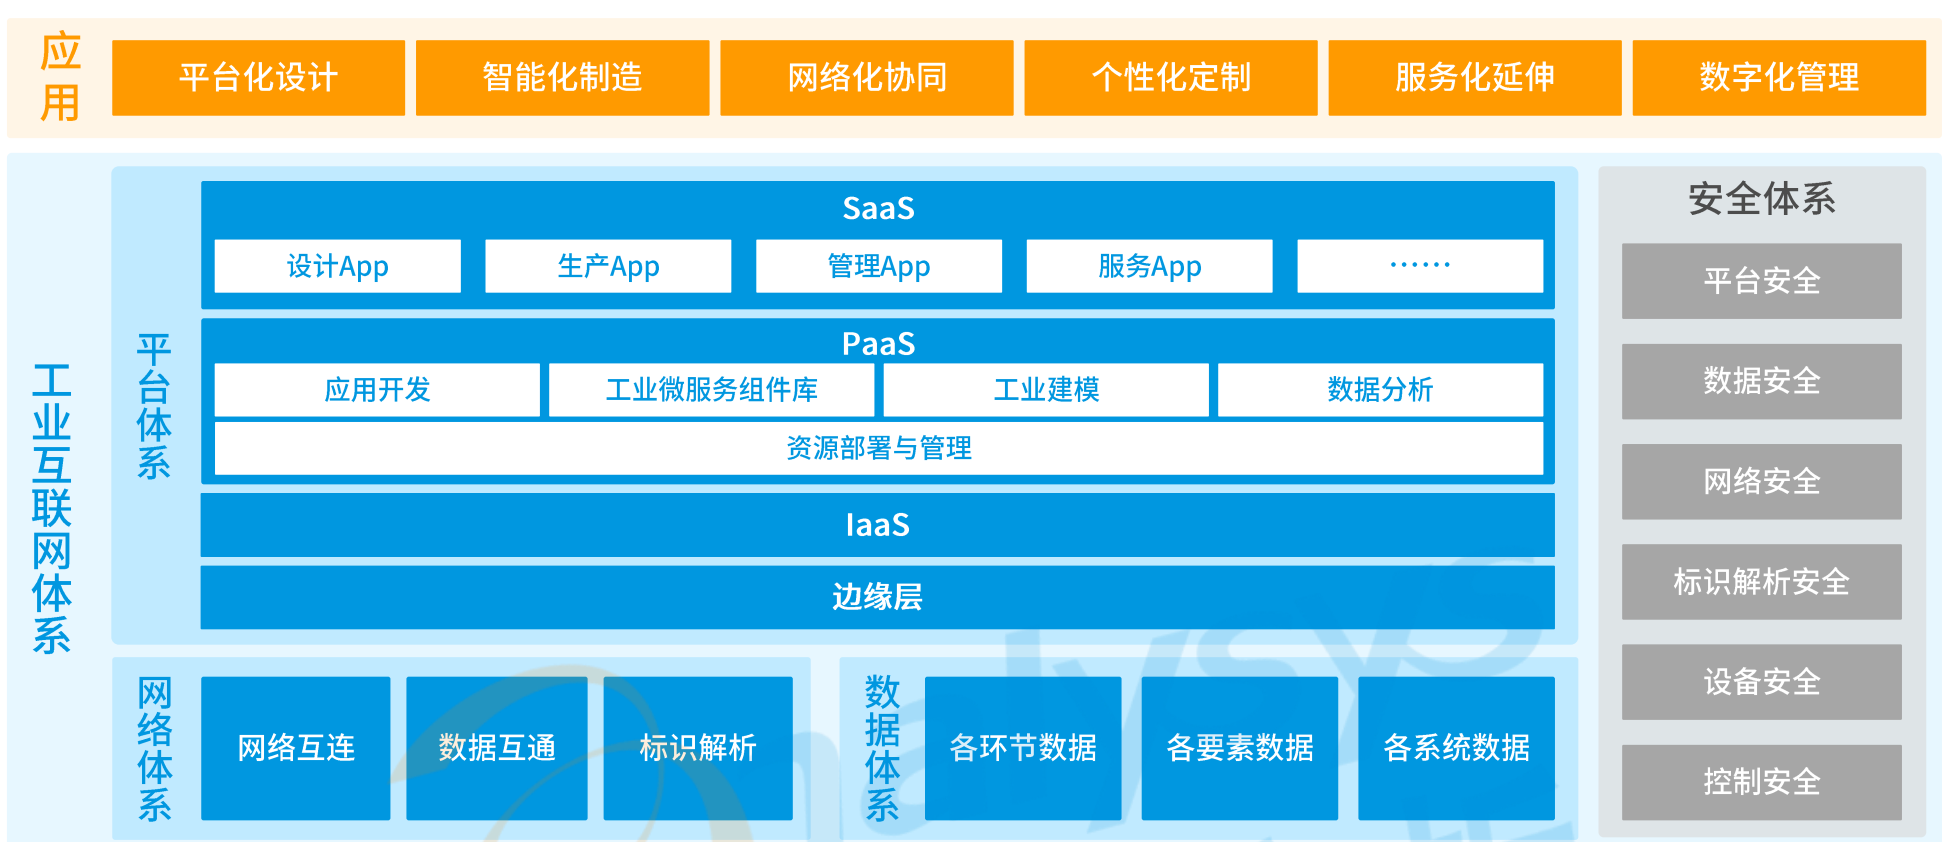 应用
平台化设计
智能化制造
网络化协同
个性化定制
服务化延伸
数字化管理
工业互联网体系
平台体系
SaaS
设计App
生产App
管理App
服务App
……
PaaS
应用开发
工业微服务组件库
工业建模
数据分析
资源部署与管理
IaaS
边缘层
网络体系
网络互连
数据互通
标识解析
数据体系
各环节数据
各要素数据
各系统数据
安全体系
平台安全
数据安全
网络安全
标识解析安全
设备安全
控制安全
nalysys